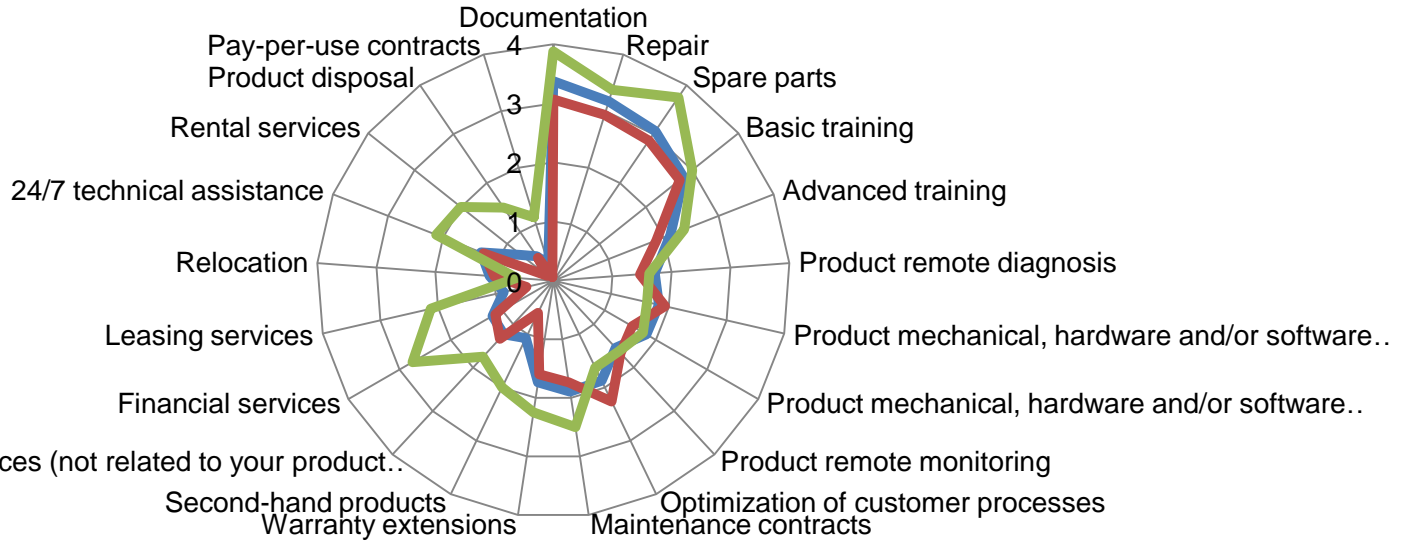 Documentation
Pay-per-use contracts
4
Repair
Product disposal
Spare parts
3
Rental services
Basic training
2
24/7 technical assistance
Advanced training
1
Relocation
Product remote diagnosis
0
Leasing services
Product mechanical, hardware and/or software..
Financial services
Product mechanical, hardware and/or software..
ces (not related to your product..
Product remote monitoring
Second-hand products
Optimization of customer processes
Warranty extensions
Maintenance contracts